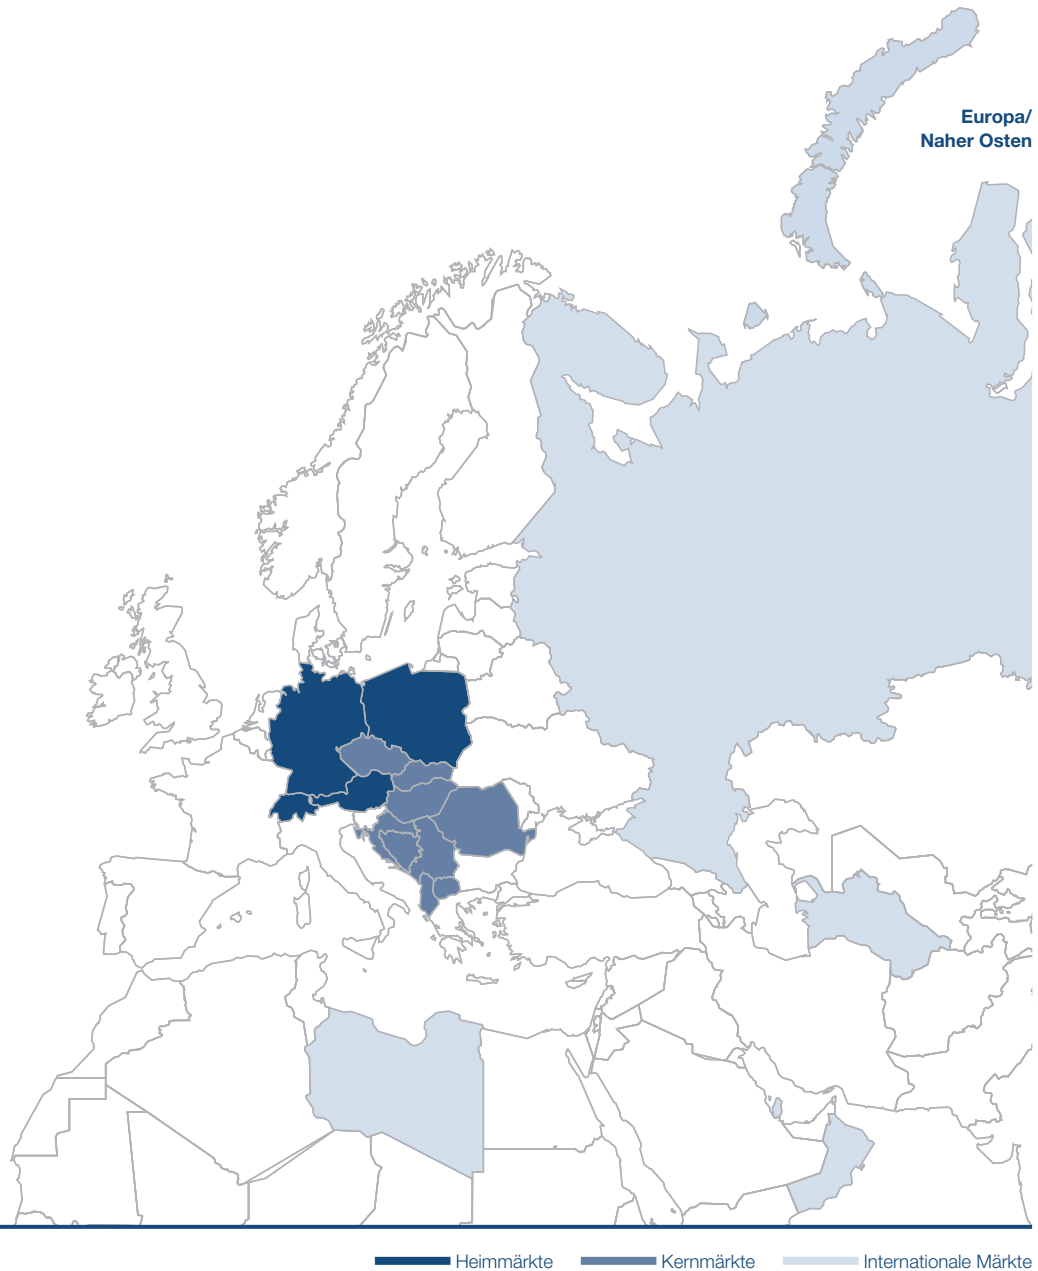 Europa/
Naher Osten
Heimmärkte
Kernmärkte
Internationale Märkte